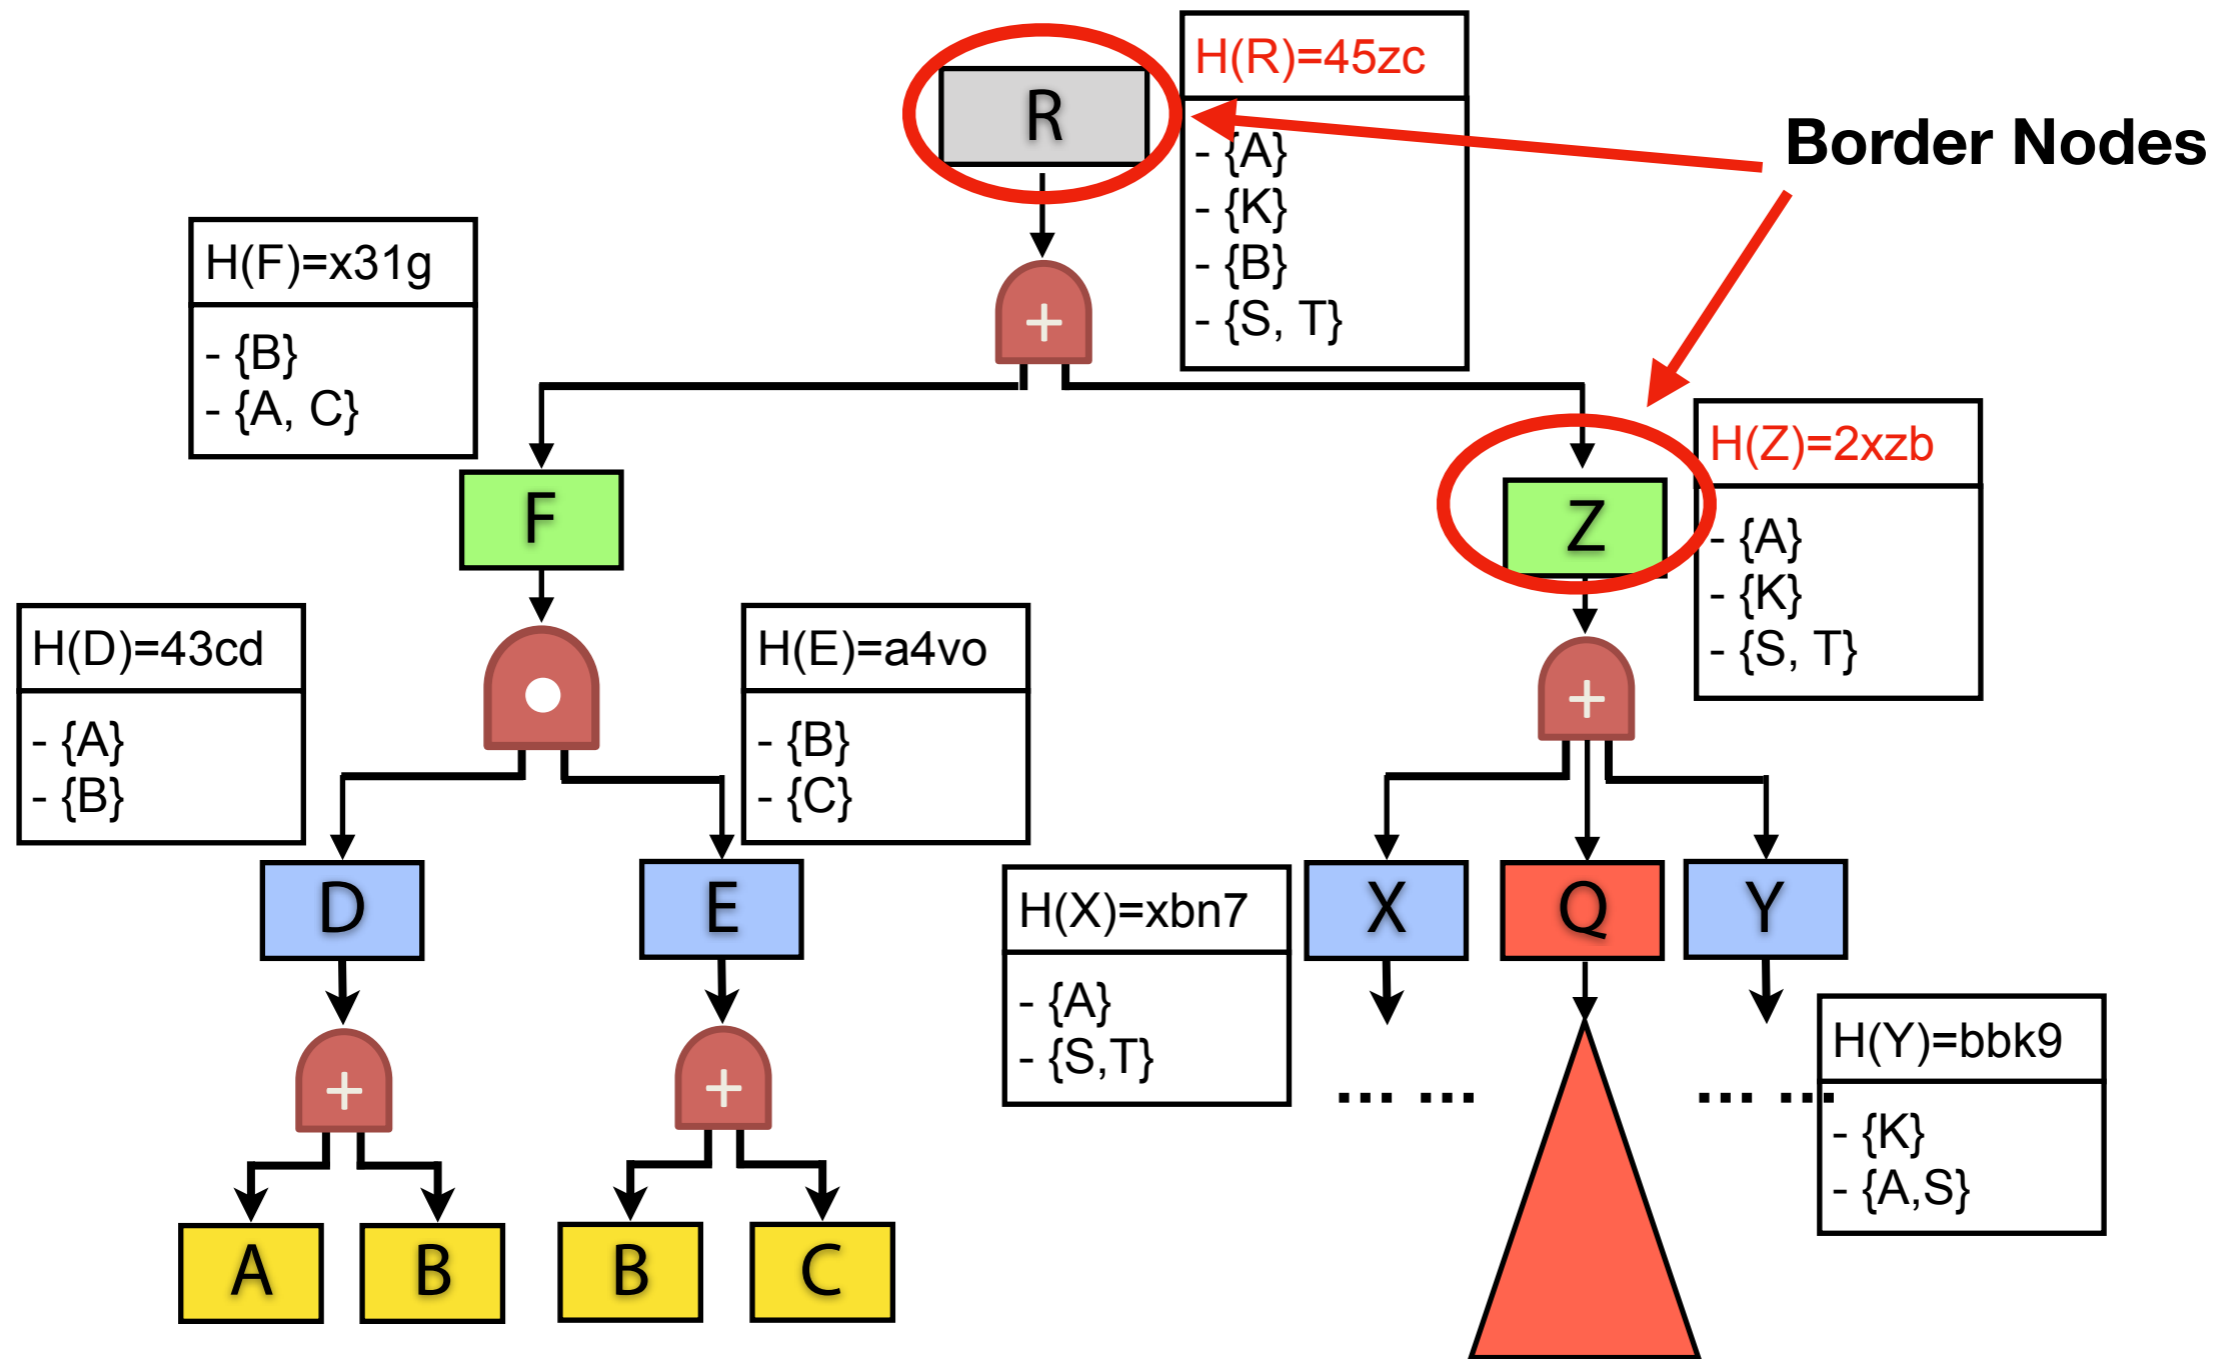 H(R)=45zc
R
Border Nodes
- {A}
- {K}
- {B}
- {S, T}
+
H(F)=x31g
- {B}
- {A, C}
F
H(Z)=2xzb
Z
- {A}
- {K}
- {S, T}
+
H(D)=43cd
- {A}
- {B}
H(E)=a4vo
- {B}
- {C}
D
E
H(X)=xbn7
- {A}
- {S,T}
X
Q
Y
H(Y)=bbk9
- {K}
- {A,S}
... ...
... ...
+
+
A
B
B
C